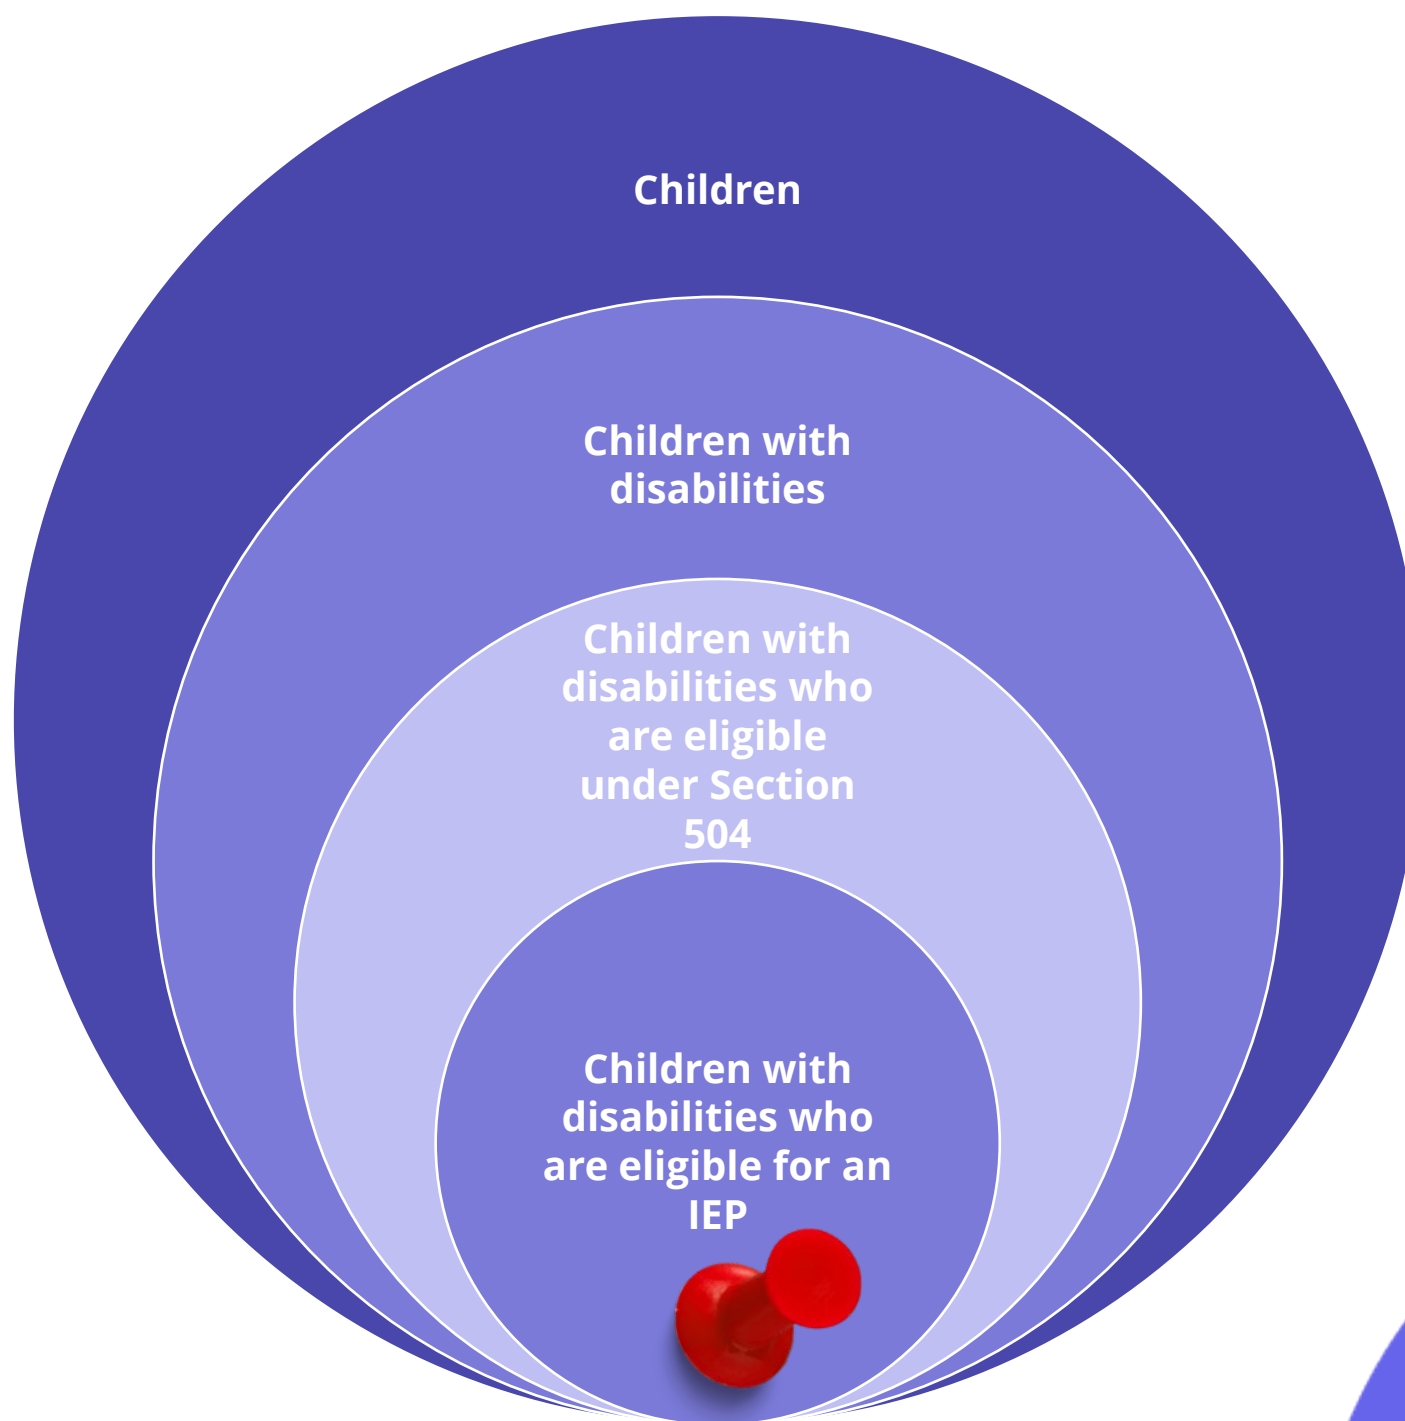 Children
Children with
disabilities
Children with
disabilities who
are eligible
under Section
504
Children with
disabilities who
are eligible for an
IEP